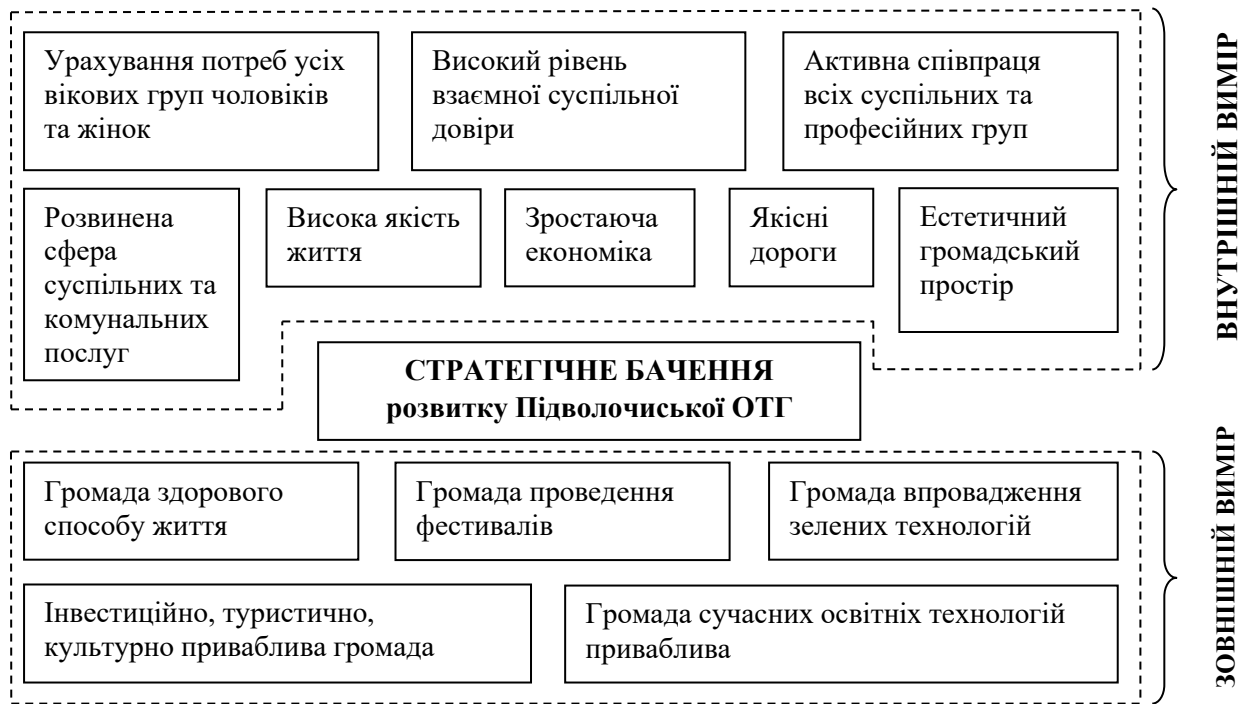 Урахування потреб усіх
вікових груп чоловіків
та жінок
Високий рівень
взаємної суспільної
довіри
Активна співпраця
всіх суспільних та
професійних груп
Розвинена
сфера
суспільних та
комунальних
послуг
Висока якість
життя
Зростаюча
економіка
Якісні
дороги
Естетичний
громадський
простір
ВНУТРІШНІЙ ВИМІР
СТРАТЕГІЧНЕ БАЧЕННЯ
розвитку Підволочиської ОТГ
Громада здорового
способу життя
Громада проведення
фестивалів
Громада впровадження
зелених технологій
Інвестиційно, туристично,
культурно приваблива громада
Громада сучасних освітніх технологій
приваблива
ЗОВНІШНІЙ ВИМІР